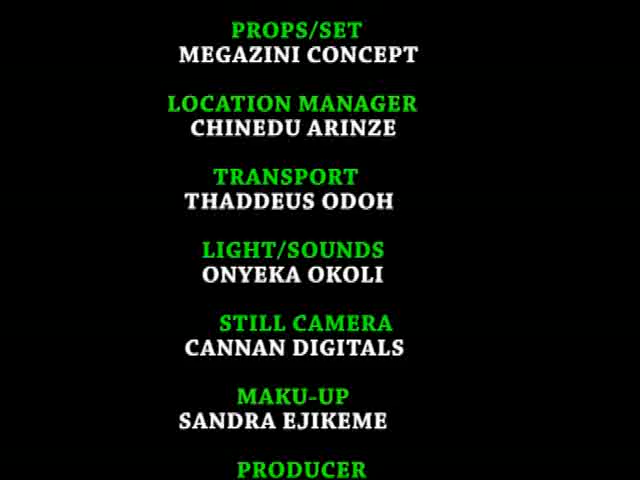 PROPS/SET
MEGAZINI CONCEPT
LOCATION MANAGER
CHINEDU ARINZE
TRANSPORT
THADDEUS ODOH
LIGHT/SOUNDS
ONYEKA OKOLI
STILL CAMERA
CANNAN DIGITALS
MAKU-UP
SANDRA EJIKEME
PRODUCER